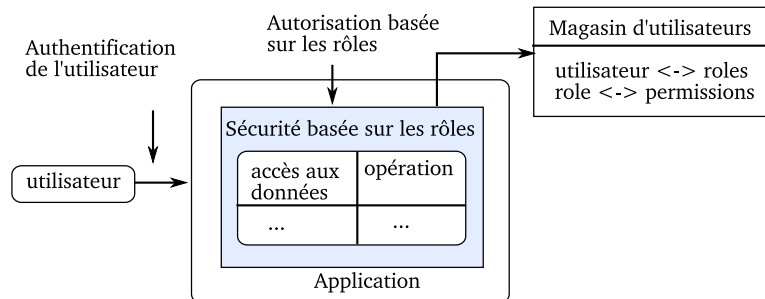 Authentification
de l'utilisateur
Autorisation basée
sur les rôles
Magasin d'utilisateurs
utilisateur <-> roles
role <-> permissions
utilisateur
Sécurité basée sur les rôles
accès aux
données
opération
...
...
Application